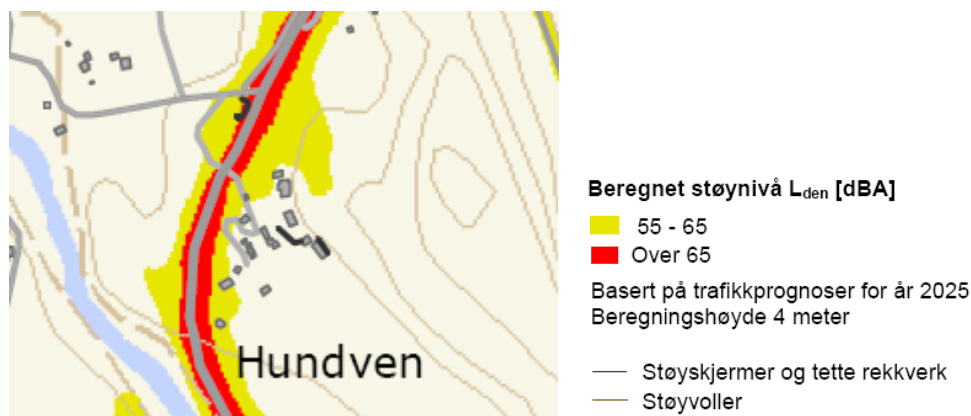 Hundven
Beregnet støynivå Lden [dBA]
55 - 65
Over 65
Basert på trafikkprognoser for år 2025
Beregningshøyde 4 meter
Støyskjermer og tette rekkverk
Støyvoller